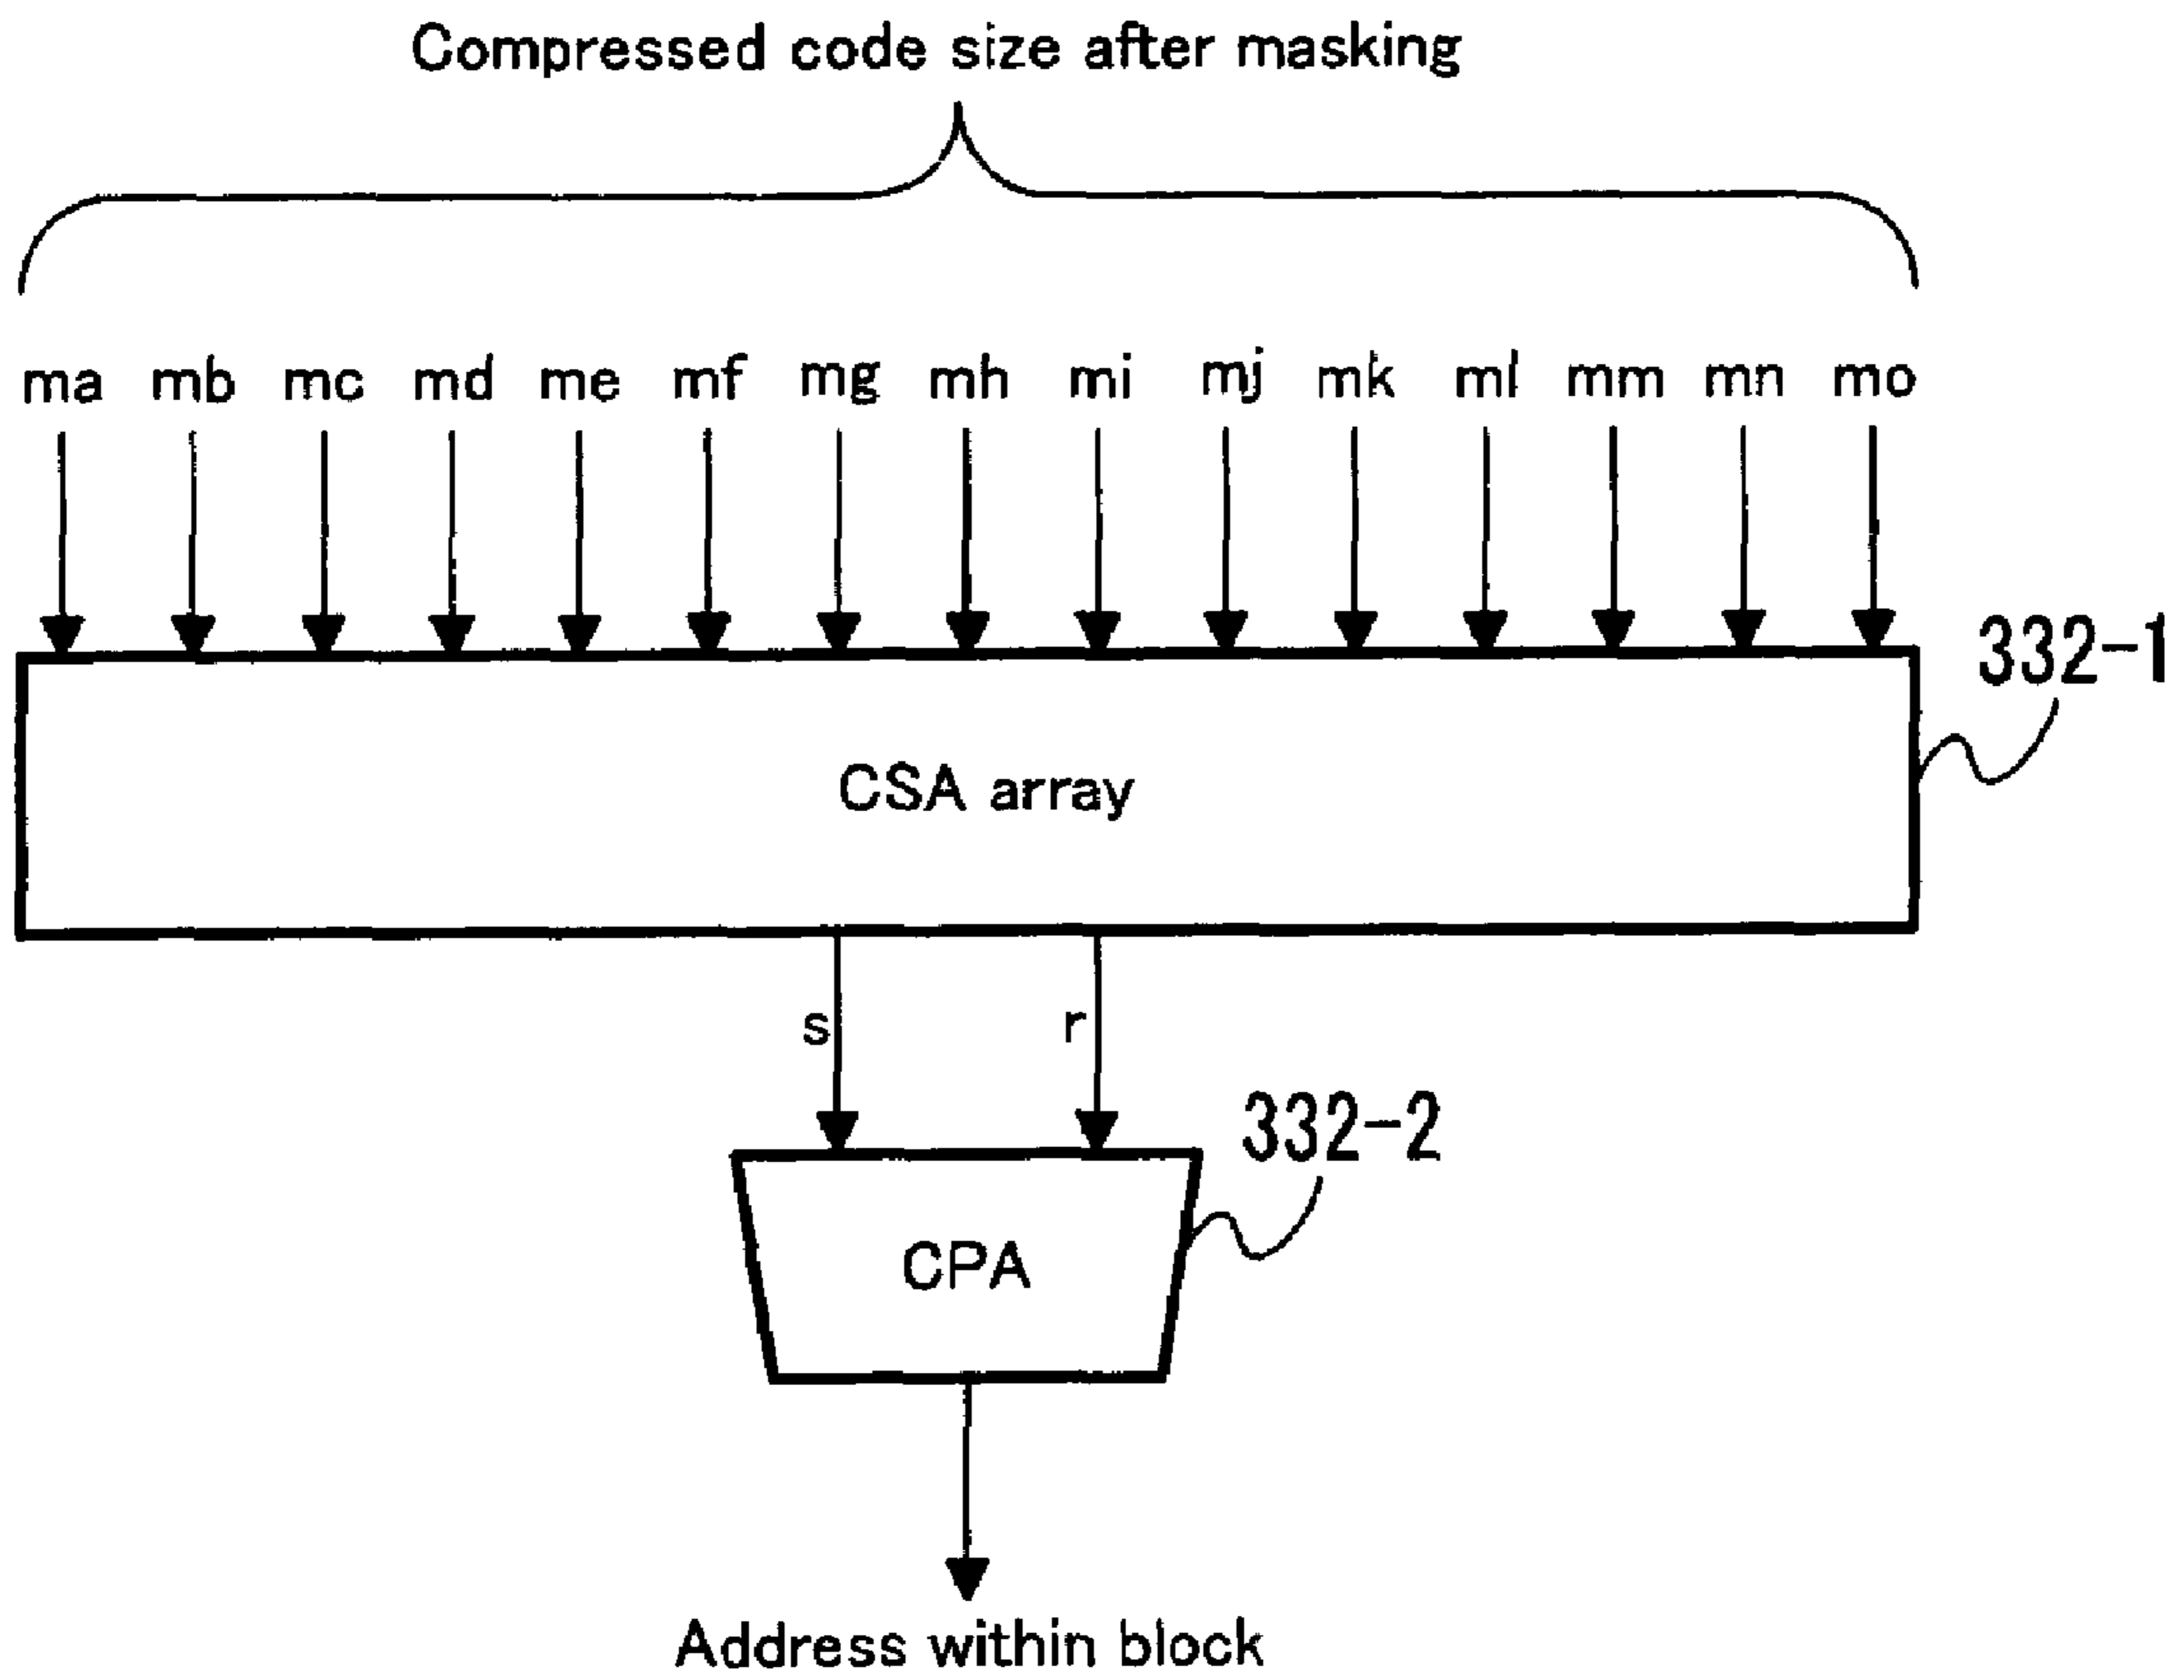 Compressed code size after masking
ma mb mc md me mf mg mh mi mj mk ml mm mn mo
332-1
CSA array
s r
332-2
CPA
Address within block